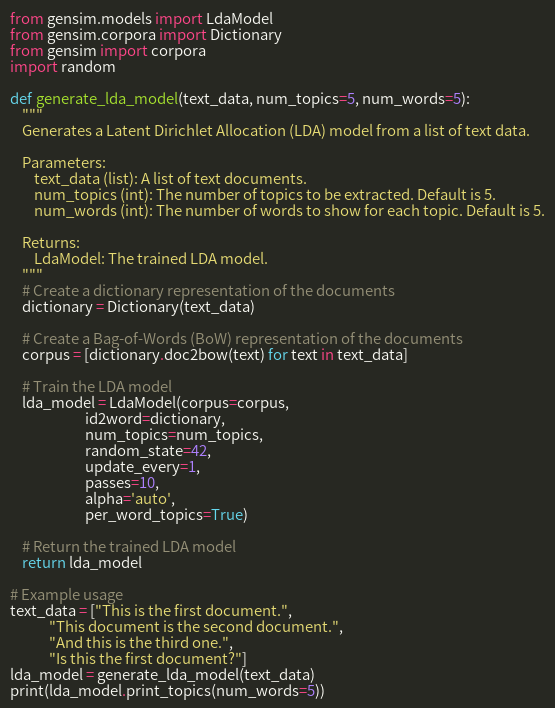 from gensim.models import LdaModel
from gensim.corpora import Dictionary
from gensim import corpora
import random

def generate_lda_model(text_data, num_topics=5, num_words=5):
    """
    Generates a Latent Dirichlet Allocation (LDA) model from a list of text data.

    Parameters:
        text_data (list): A list of text documents.
        num_topics (int): The number of topics to be extracted. Default is 5.
        num_words (int): The number of words to show for each topic. Default is 5.

    Returns:
        LdaModel: The trained LDA model.
    """
    # Create a dictionary representation of the documents
    dictionary = Dictionary(text_data)

    # Create a Bag-of-Words (BoW) representation of the documents
    corpus = [dictionary.doc2bow(text) for text in text_data]

    # Train the LDA model
    lda_model = LdaModel(corpus=corpus,
                         id2word=dictionary,
                         num_topics=num_topics,
                         random_state=42,
                         update_every=1,
                         passes=10,
                         alpha='auto',
                         per_word_topics=True)

    # Return the trained LDA model
    return lda_model

# Example usage
text_data = ["This is the first document.",
             "This document is the second document.",
             "And this is the third one.",
             "Is this the first document?"]
lda_model = generate_lda_model(text_data)
print(lda_model.print_topics(num_words=5))